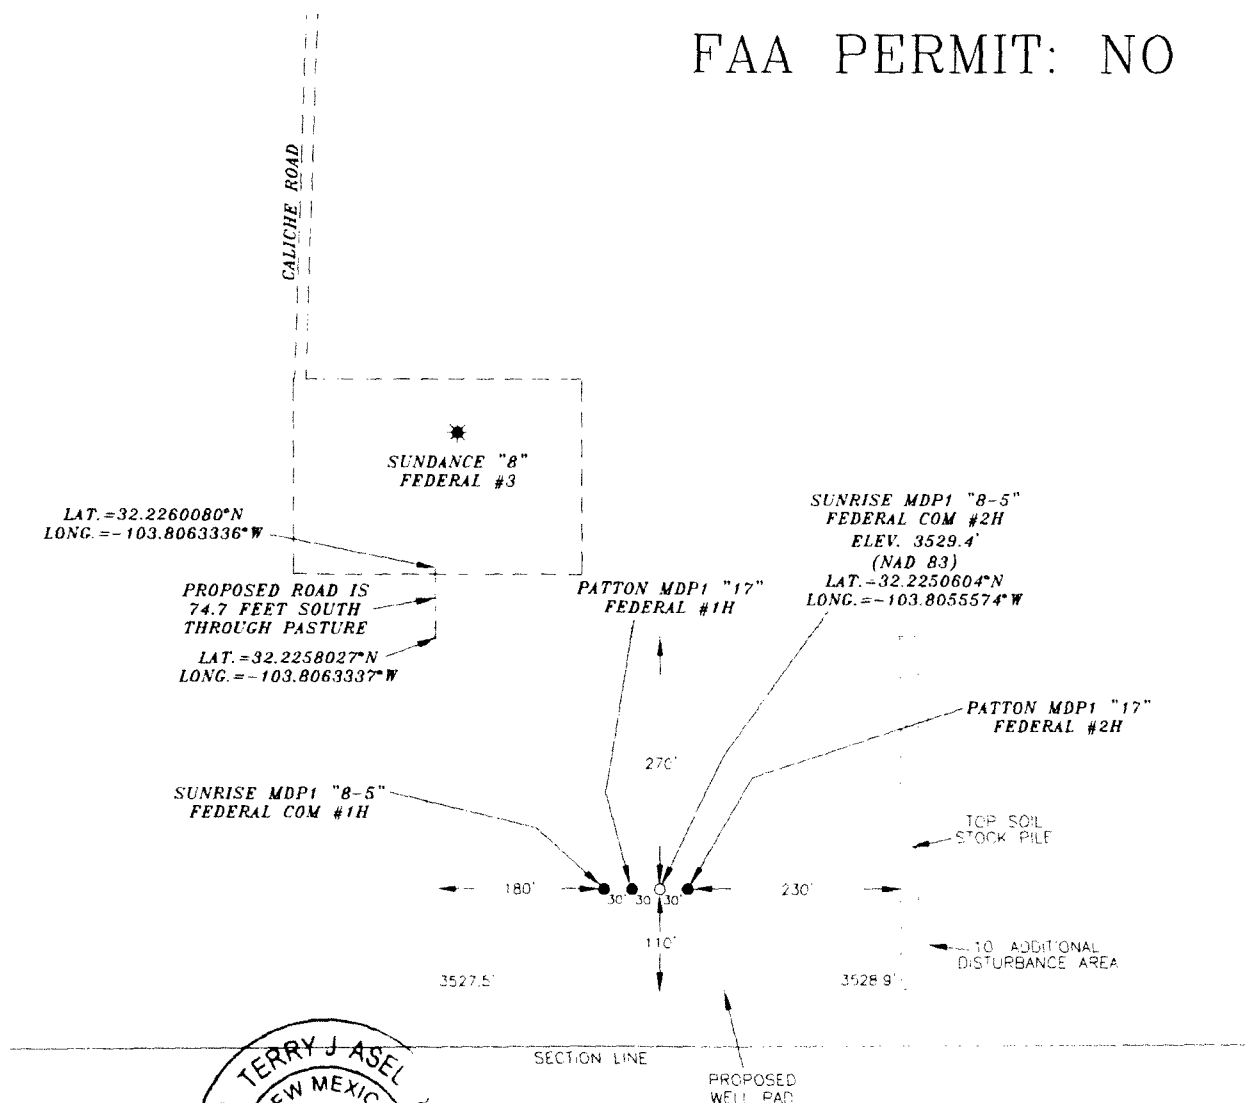 FAA PERMIT: NO
CALICHE ROAD
SUNDANCE "8"
FEDERAL #3
LAT.=32.2260080°N
LONG.=-103.8063336°W
PROPOSED ROAD IS
74.7 FEET SOUTH
THROUGH PASTURE
LAT.=32.2258027°N
LONG.=-103.8063337°W
PATTON MDP1 "17"
FEDERAL #1H
SUNRISE MDP1 "8-5"
FEDERAL COM #2H
ELEV. 3529.4'
(NAD 83)
LAT.=32.2250604°N
LONG.=-103.8055574°W
PATTON MDP1 "17"
FEDERAL #2H
270'
SUNRISE MDP1 "8-5"
FEDERAL COM #1H
TOP SOIL
STOCK PILE
180'
30'
30'
30'
230'
110'
10' ADDITIONAL
DISTURBANCE AREA
3527.5'
3528.9'
SECTION LINE
PROPOSED
WELL PAD
TERRY J ASEL
NEW MEXICO